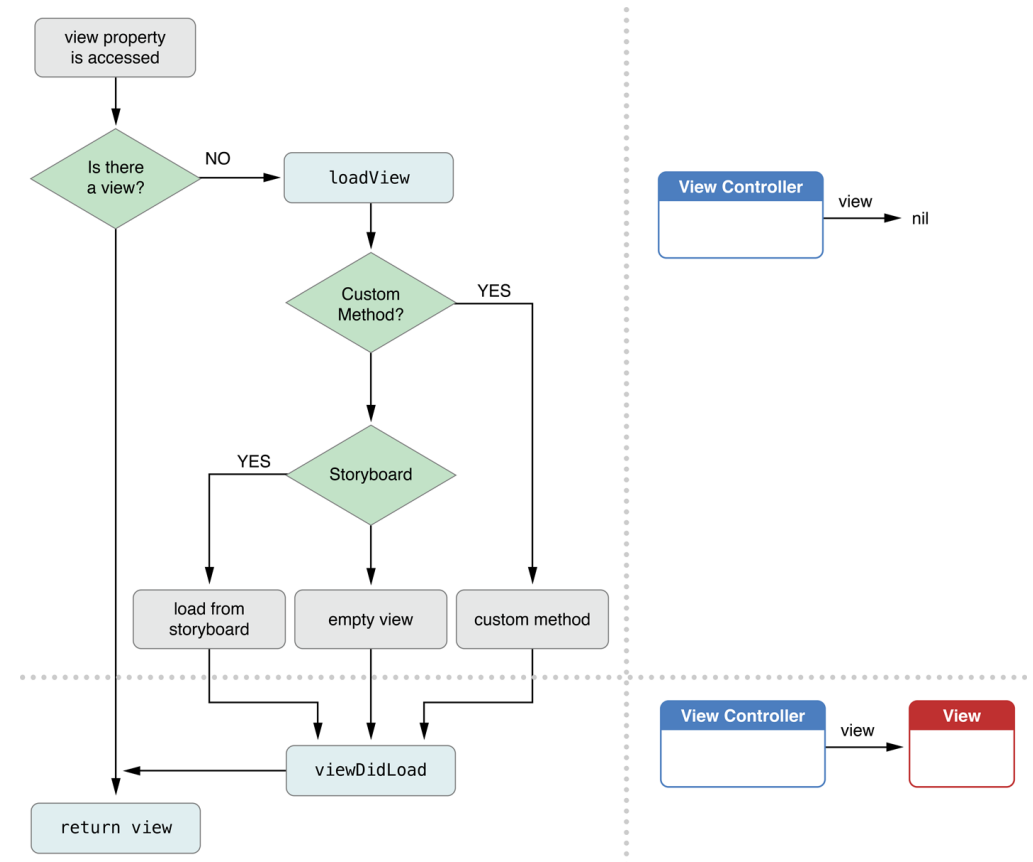 view property
is accessed
Is there
a view?
NO
loadView
Custom
Method?
YES
Storyboard
YES
load from
storyboard
empty view
custom method
viewDidLoad
return view
View Controller
view
nil
View Controller
view
View